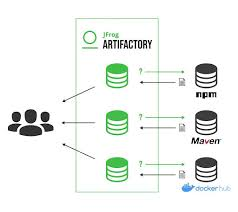 JFrog
ARTIFACTORY
?
npm
?
Maven
?
dockerhub